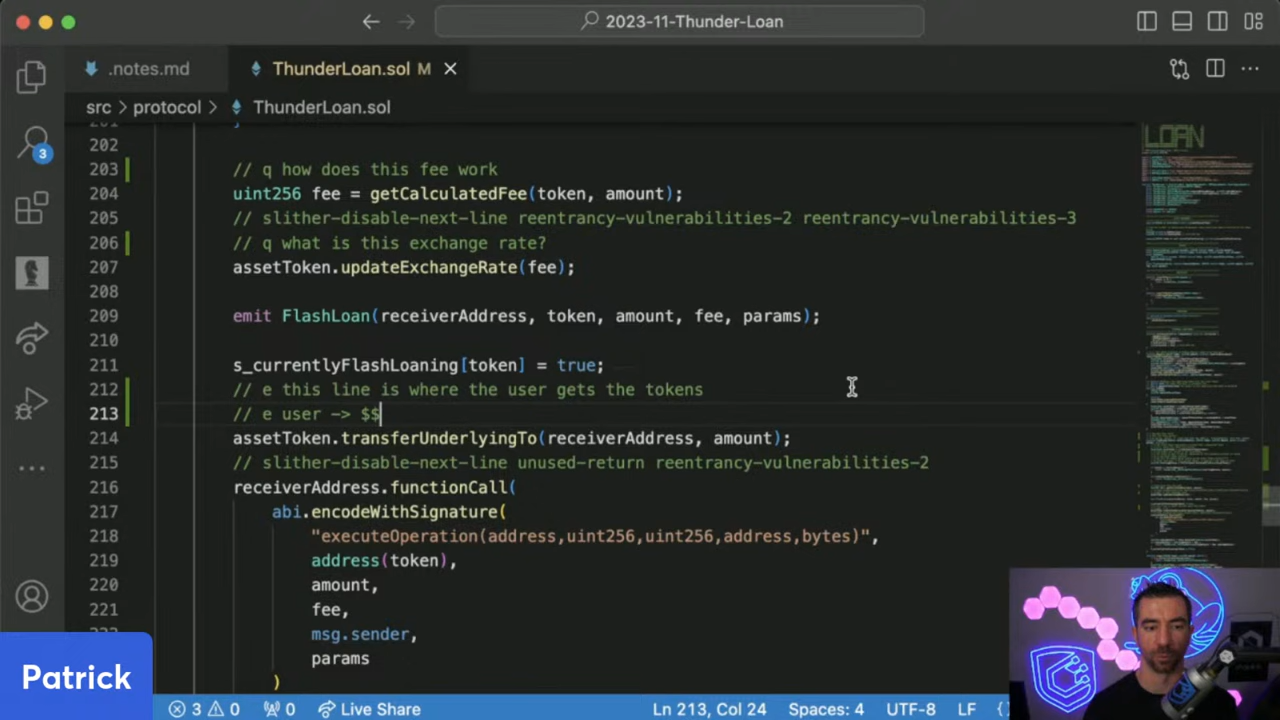 2023-11-Thunder-Loan
.notes.md
ThunderLoan.sol M
src > protocol > ThunderLoan.sol
LOAN
3
202
203 // q how does this fee work
204 uint256 fee = getCalculatedFee(token, amount);
205 // slither-disable-next-line reentrancy-vulnerabilities-2 reentrancy-vulnerabilities-3
206 // q what is this exchange rate?
207 assetToken.updateExchangeRate(fee);
208
209 emit FlashLoan(receiverAddress, token, amount, fee, params);
210
211 s_currentlyFlashLoaning[token] = true;
212 // e this line is where the user gets the tokens
213 // e user -> $$
214 assetToken.transferUnderlyingTo(receiverAddress, amount);
215 // slither-disable-next-line unused-return reentrancy-vulnerabilities-2
216 receiverAddress.functionCall(
217 abi.encodeWithSignature(
218 "executeOperation(address,uint256,uint256,address,bytes)",
219 address(token),
220 amount,
221 fee,
msg.sender,
params
)
Patrick
3 0 0 Live Share Ln 213, Col 24 Spaces: 4 UTF-8 LF {